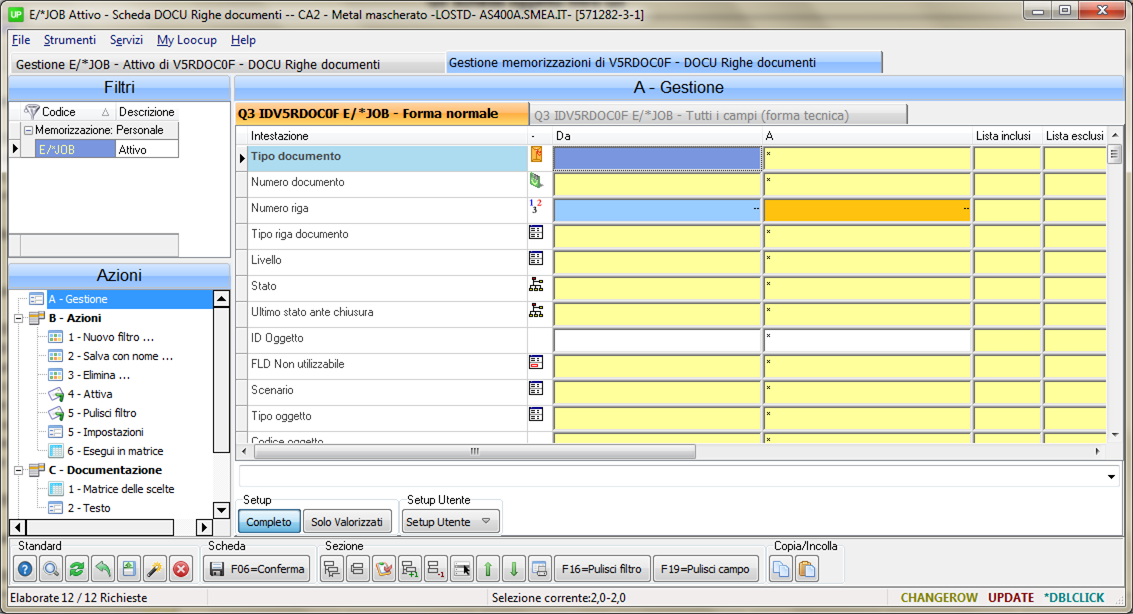 UP E/*JOB Attivo - Scheda DOCU Righe documenti -- CA2 - Metal mascherato -LOSTD- AS400A.SMEA.IT- [571282-3-1]
File Strumenti Servizi My Loocup Help
Gestione E/*JOB - Attivo di V5RDOC0F - DOCU Righe documenti
Gestione memorizzazioni di V5RDOC0F - DOCU Righe documenti
Filtri
Codice Descrizione
Memorizzazione: Personale
E/*JOB Attivo
Azioni
A - Gestione
B - Azioni
1 - Nuovo filtro ...
2 - Salva con nome ...
3 - Elimina ...
4 - Attiva
5 - Pulisci filtro
5 - Impostazioni
6 - Esegui in matrice
C - Documentazione
1 - Matrice delle scelte
2 - Testo
A - Gestione
Q3 IDV5RDOC0F E/*JOB - Forma normale
Q3 IDV5RDOC0F E/*JOB - Tutti i campi (forma tecnica)
Intestazione - Da A Lista inclusi Lista esclusi
Tipo documento *
Numero documento *
Numero riga 1 2 3 -- --
Tipo riga documento *
Livello *
Stato *
Ultimo stato ante chiusura *
ID Oggetto *
FLD Non utilizzabile *
Scenario *
Tipo oggetto *
Codice oggetto *
Setup
Completo Solo Valorizzati
Setup Utente
Setup Utente
Standard
Scheda
F06=Conferma
Sezione
-1
F16=Pulisci filtro F19=Pulisci campo
Copia/Incolla
Elaborate 12 / 12 Richieste
Selezione corrente:2,0-2,0
CHANGEROW UPDATE *DBLCLICK